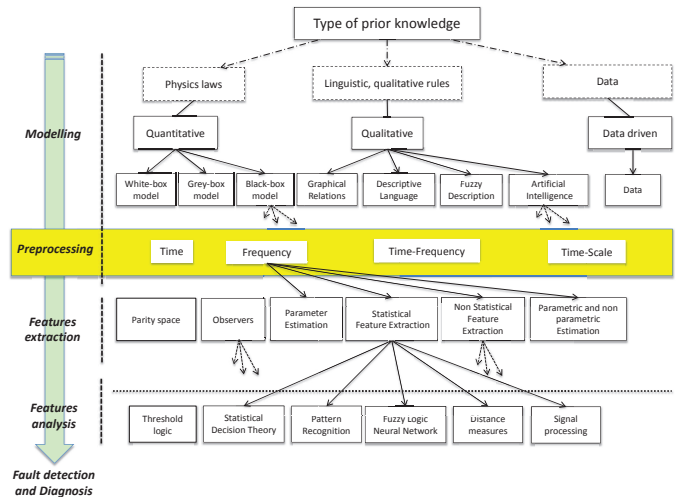 Type of prior knowledge
Physics laws
Linguistic, qualitative rules
Data
Modelling
Quantitative
Qualitative
Data driven
White-box
model
Grey-box
model
Black-box
model
Graphical
Relations
Descriptive
Language
Fuzzy
Description
Artificial
Intelligence
Data
Preprocessing
Time
Frequency
Time-Frequency
Time-Scale
Features
extraction
Parity space
Observers
Parameter
Estimation
Statistical
Feature Extraction
Non Statistical
Feature
Extraction
Parametric and non
parametric Estimation
Features
analysis
Threshold
logic
Statistical
Decision Theory
Pattern
Recognition
Fuzzy Logic
Neural Network
Distance
measures
Signal
processing
Fault detection
and Diagnosis